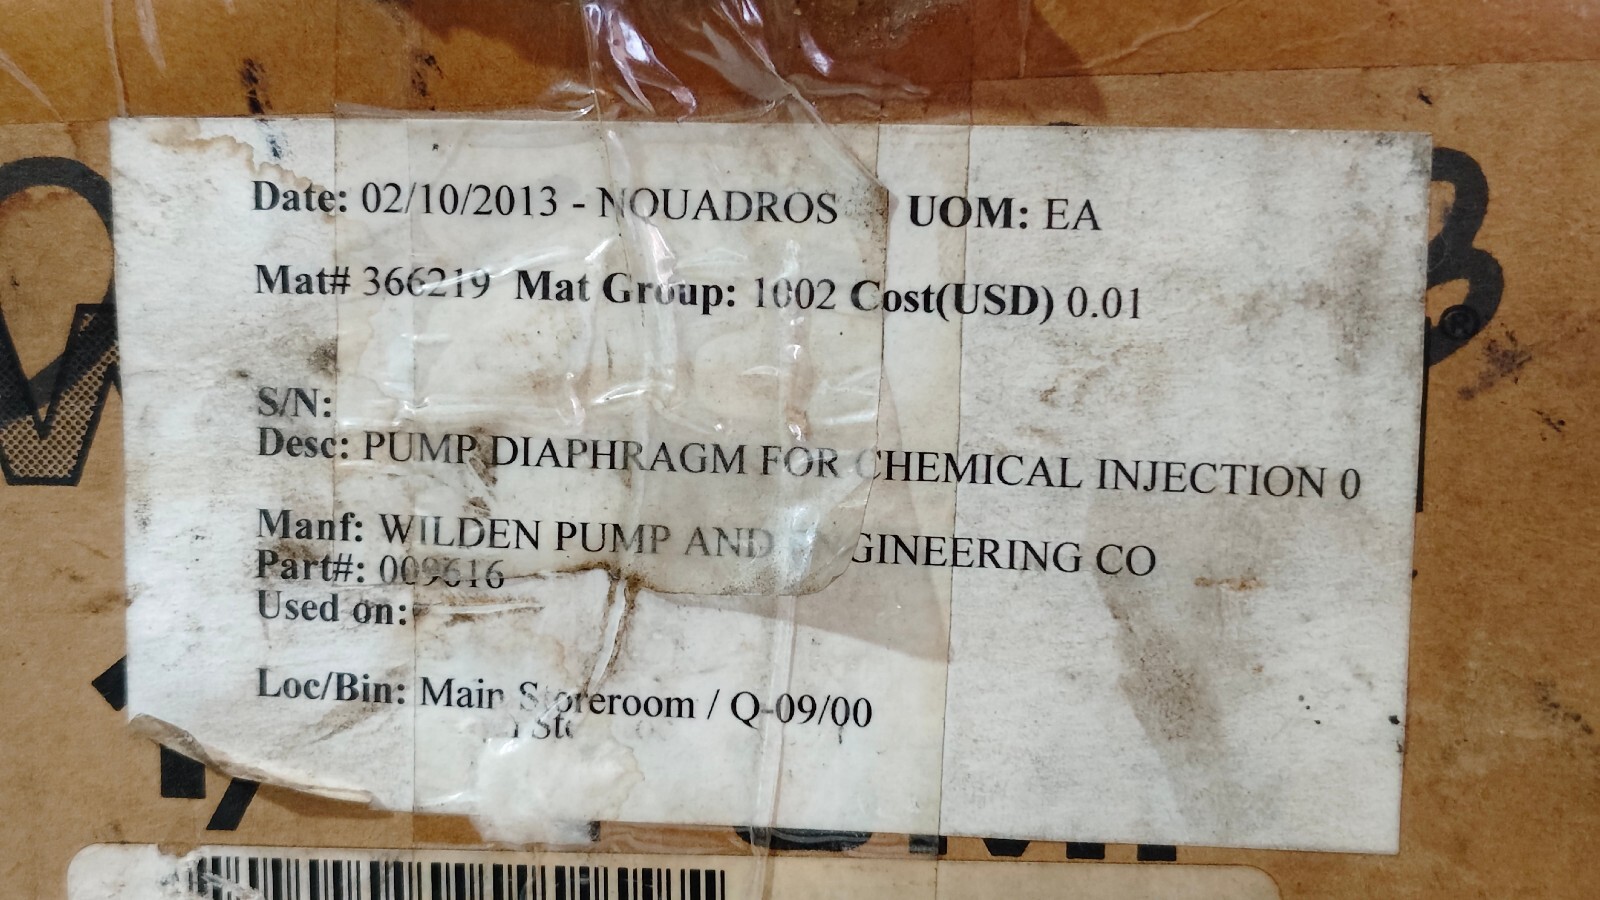 Date: 02/10/2013 - NOUADROS UOM: EA
Mat# 366219 Mat Group: 1002 Cost(USD) 0.01
S/N:
Desc: PUMP DIAPHRAGM FOR CHEMICAL INJECTION 0
Manf: WILDEN PUMP AND ENGINEERING CO
Part#: 009616
Used on:
Loc/Bin: Main Storeroom / Q-09/00